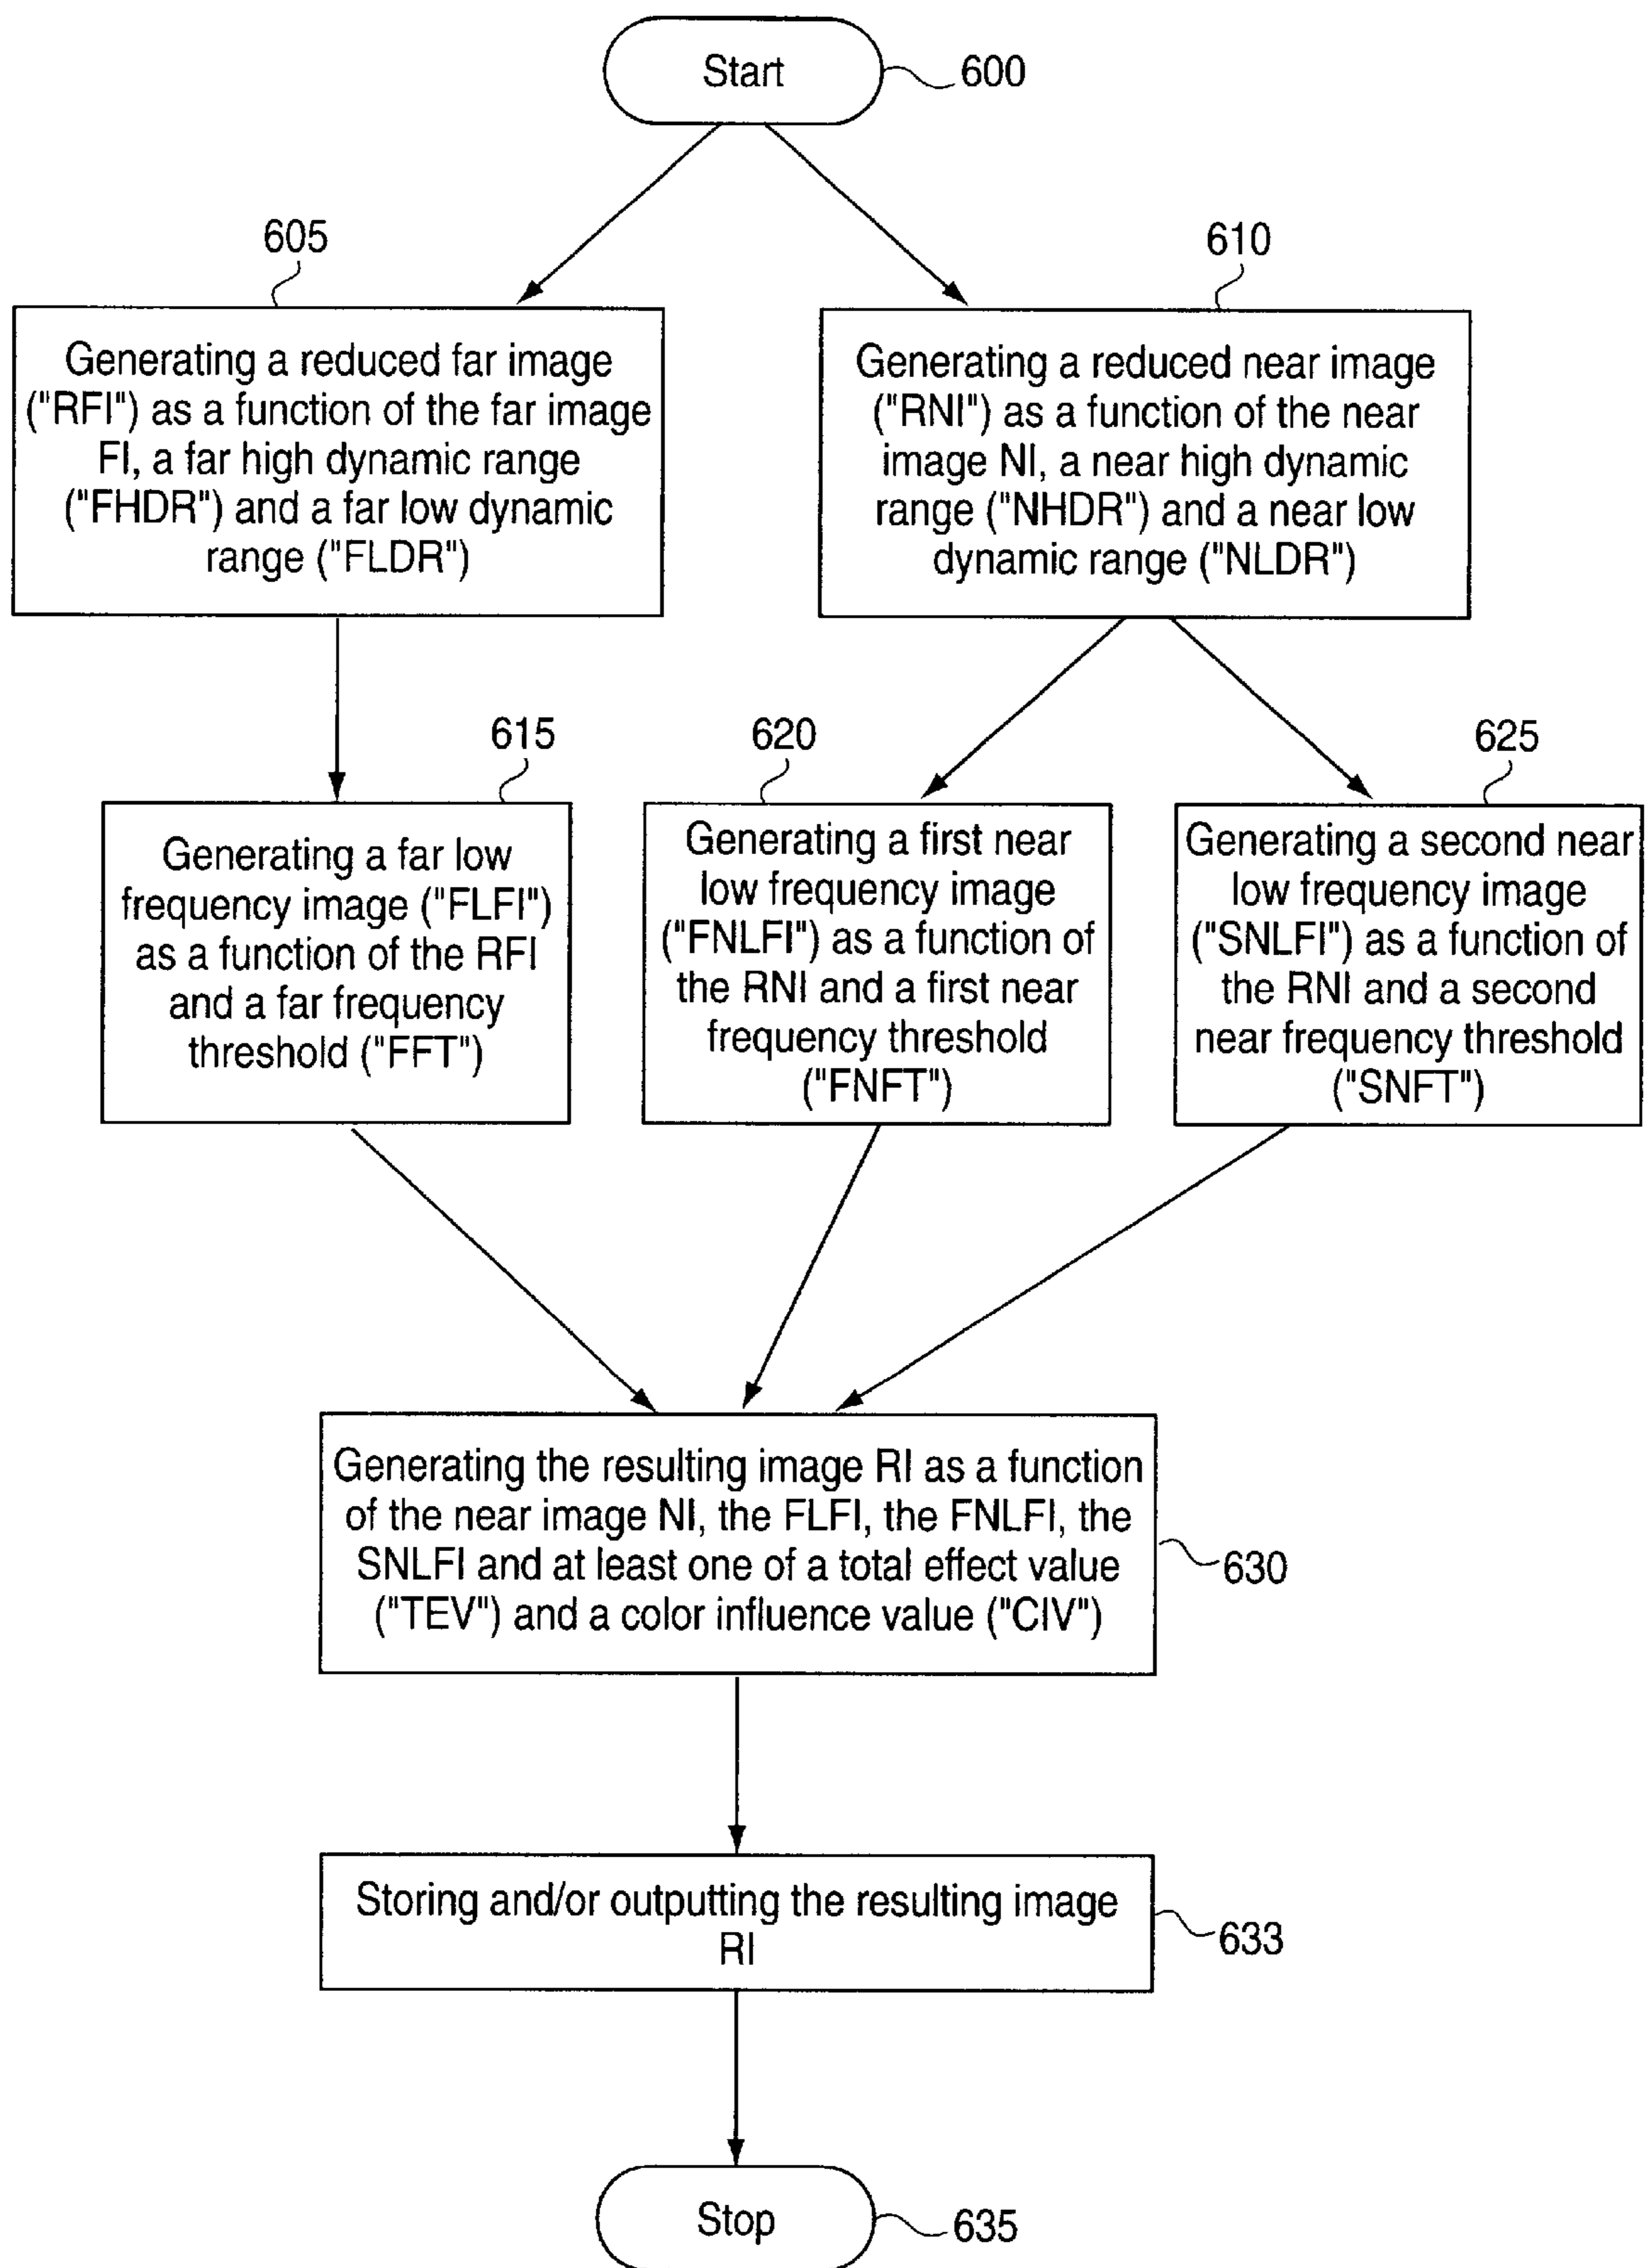 Start
600
605
Generating a reduced far image
("RFI") as a function of the far image
FI, a far high dynamic range
("FHDR") and a far low dynamic
range ("FLDR")
610
Generating a reduced near image
("RNI") as a function of the near
image NI, a near high dynamic
range ("NHDR") and a near low
dynamic range ("NLDR")
615
Generating a far low
frequency image ("FLFI")
as a function of the RFI
and a far frequency
threshold ("FFT")
620
Generating a first near
low frequency image
("FNLFI") as a function of
the RNI and a first near
frequency threshold
("FNFT")
625
Generating a second near
low frequency image
("SNLFI") as a function of
the RNI and a second
near frequency threshold
("SNFT")
Generating the resulting image RI as a function
of the near image NI, the FLFI, the FNLFI, the
SNLFI and at least one of a total effect value
("TEV") and a color influence value ("CIV")
630
Storing and/or outputting the resulting image
RI
633
Stop
635